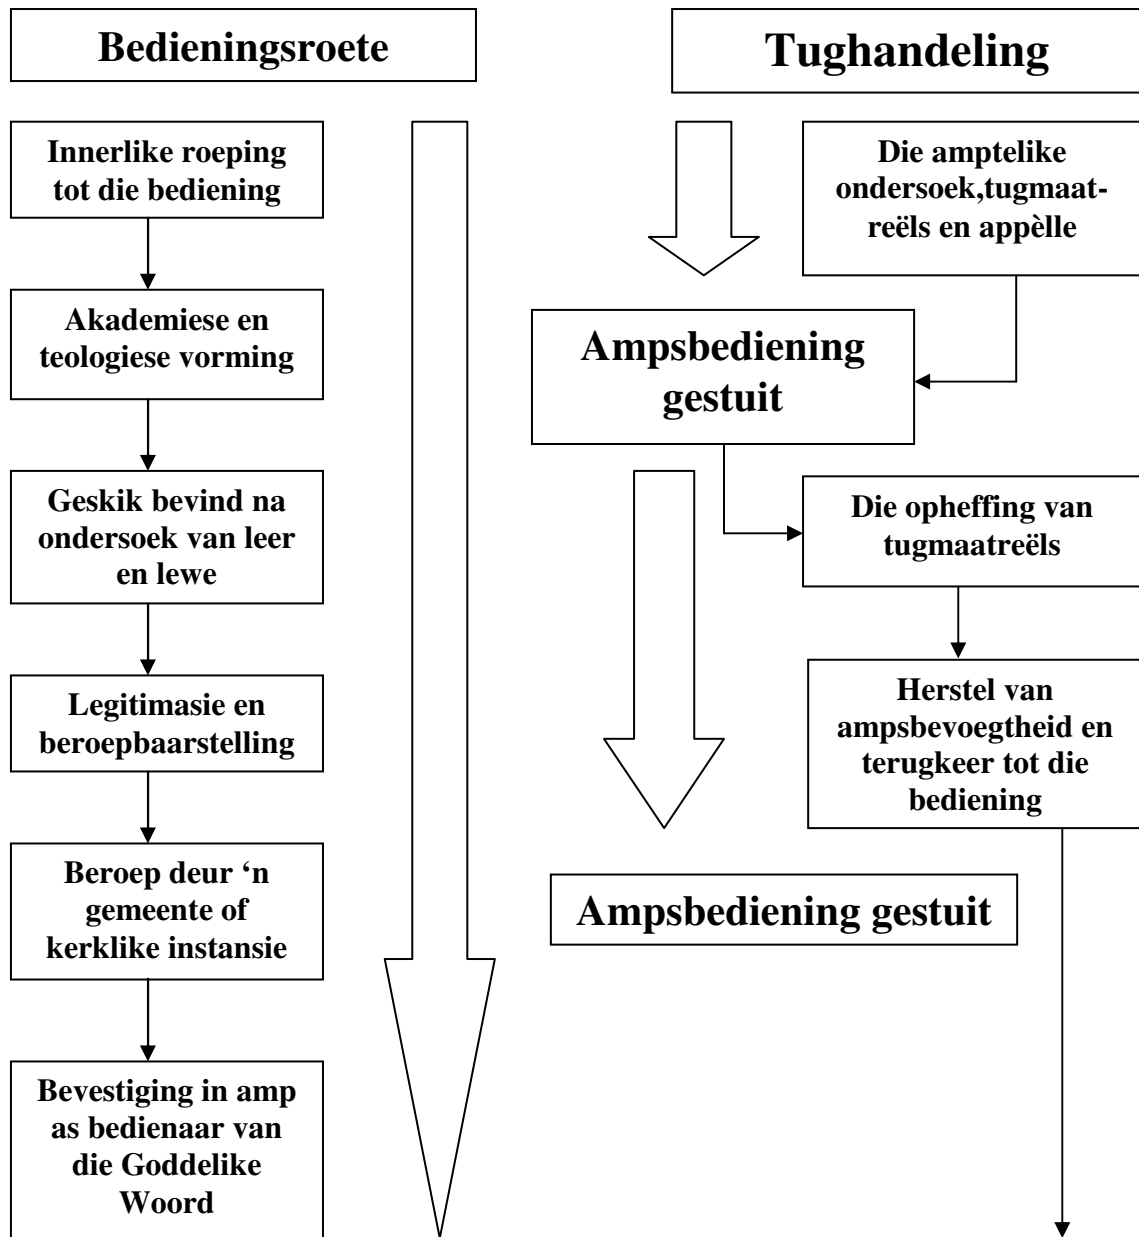 Bedieningsroete
Innerlike roeping
tot die bediening
Akademiese en
teologiese vorming
Geskik bevind na
ondersoek van leer
en lewe
Legitimasie en
beroepbaarstelling
Beroep deur ‘n
gemeente of
kerklike instansie
Bevestiging in amp
as bedienaar van
die Goddelike
Woord
Tughandeling
Die amptelike
ondersoek,tugmaat-
reëls en appèlle
Ampsbediening
gestuit
Die opheffing van
tugmaatreëls
Herstel van
ampsbevoegtheid en
terugkeer tot die
bediening
Ampsbediening gestuit